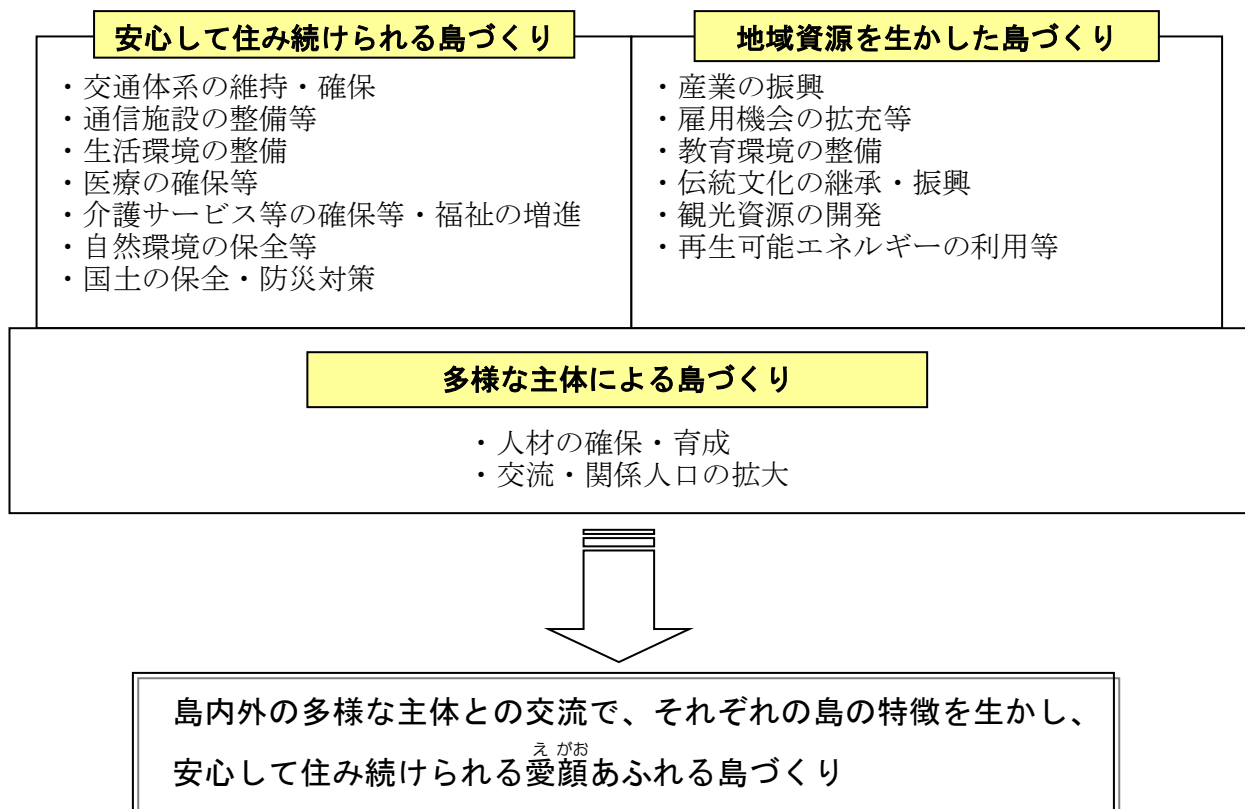 安心して住み続けられる島づくり
・交通体系の維持・確保
・通信施設の整備等
・生活環境の整備
・医療の確保等
・介護サービス等の確保等・福祉の増進
・自然環境の保全等
・国土の保全・防災対策
地域資源を生かした島づくり
・産業の振興
・雇用機会の拡充等
・教育環境の整備
・伝統文化の継承・振興
・観光資源の開発
・再生可能エネルギーの利用等
多様な主体による島づくり
・人材の確保・育成
・交流・関係人口の拡大
島内外の多様な主体との交流で、それぞれの島の特徴を生かし、
えがお
安心して住み続けられる愛顔あふれる島づくり